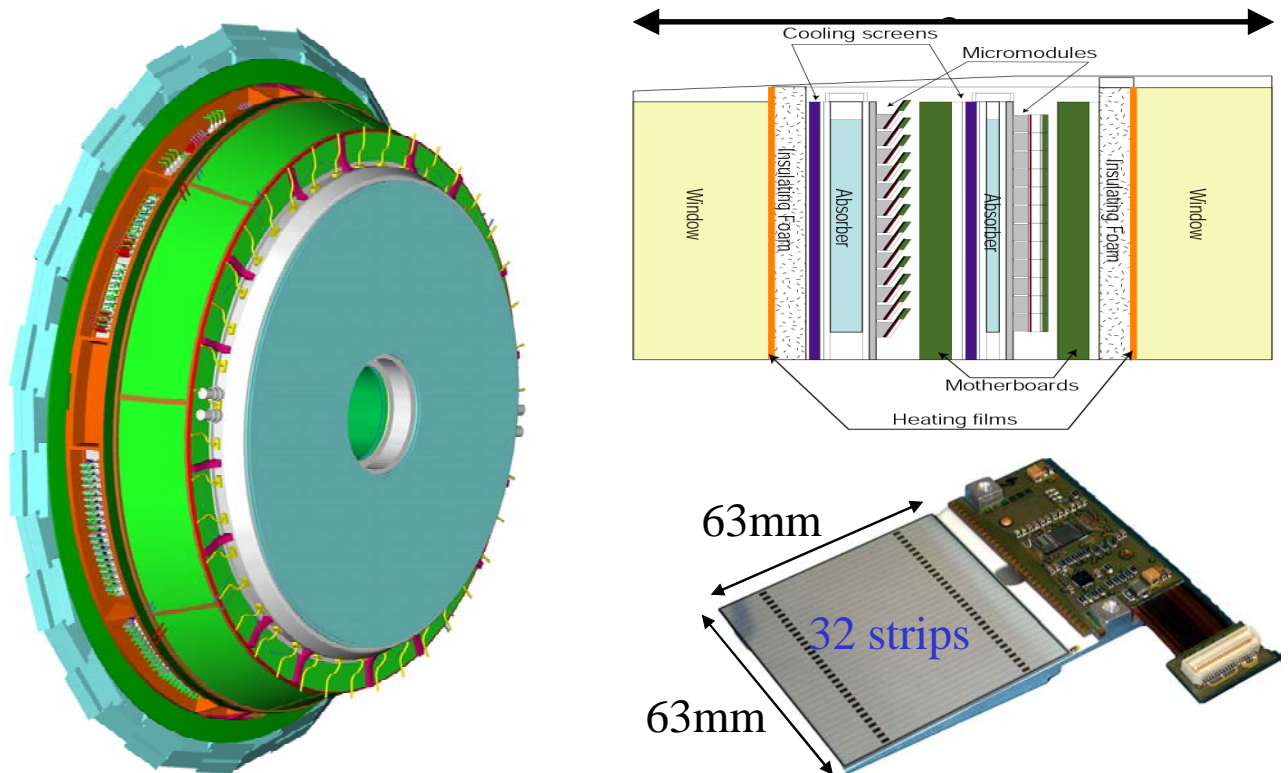 Cooling screens
Micromodules
Window
Insulating Foam
Absorber
Absorber
Insulating Foam
Window
Motherboards
Heating films
63mm
32 strips
63mm